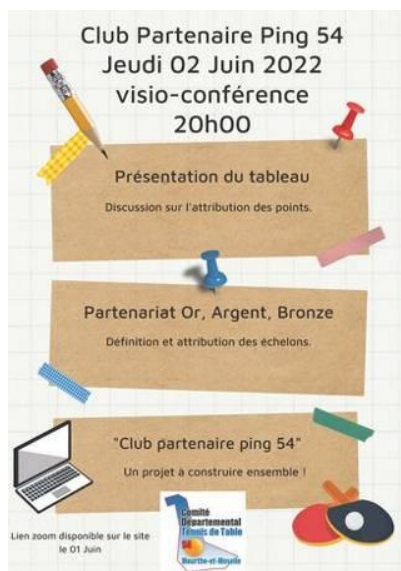 Club Partenaire Ping 54
Jeudi 02 Juin 2022
visio-conférence
20h00
Présentation du tableau
Discussion sur l'attribution des points.
Partenariat Or, Argent, Bronze
Définition et attribution des échelons.
"Club partenaire ping 54"
Un projet à construire ensemble !
Lien zoom disponible sur le site
le 01 Juin
Comité
Départemental
Tennis de Table
54
Meurthe-et-Moselle